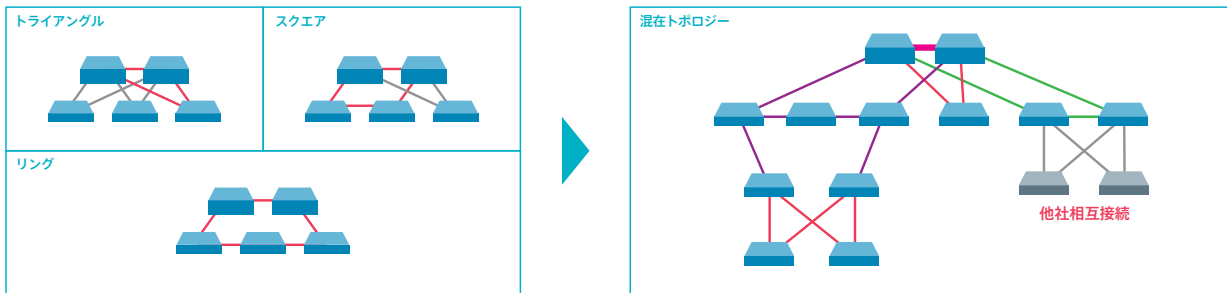 トライアングル
スクエア
リング
混在トポロジー
他社相互接続